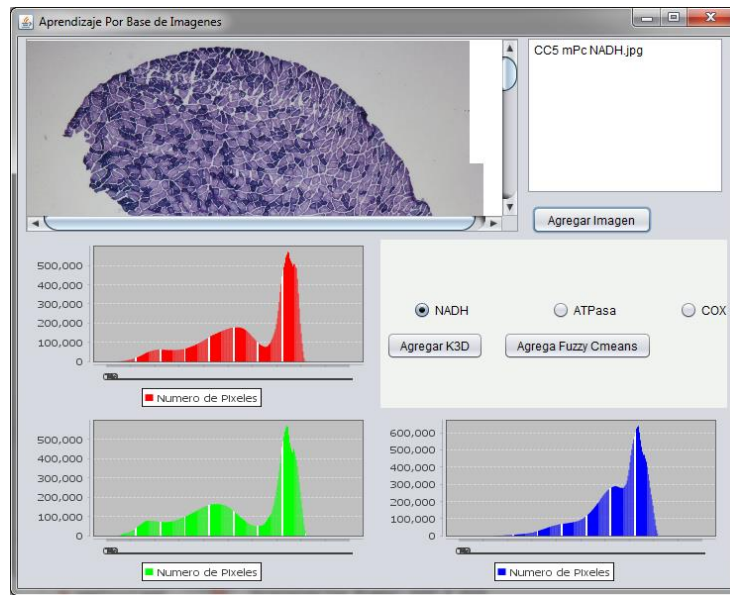 Aprendizaje Por Base de Imagenes
CC5 mPc NADH.jpg
Agregar Imagen
500,000
400,000
300,000
200,000
100,000
0
Numero de Pixeles
NADH
ATPasa
COX
Agregar K3D
Agrega Fuzzy Cmeans
500,000
400,000
300,000
200,000
100,000
0
Numero de Pixeles
600,000
500,000
400,000
300,000
200,000
100,000
0
Numero de Pixeles